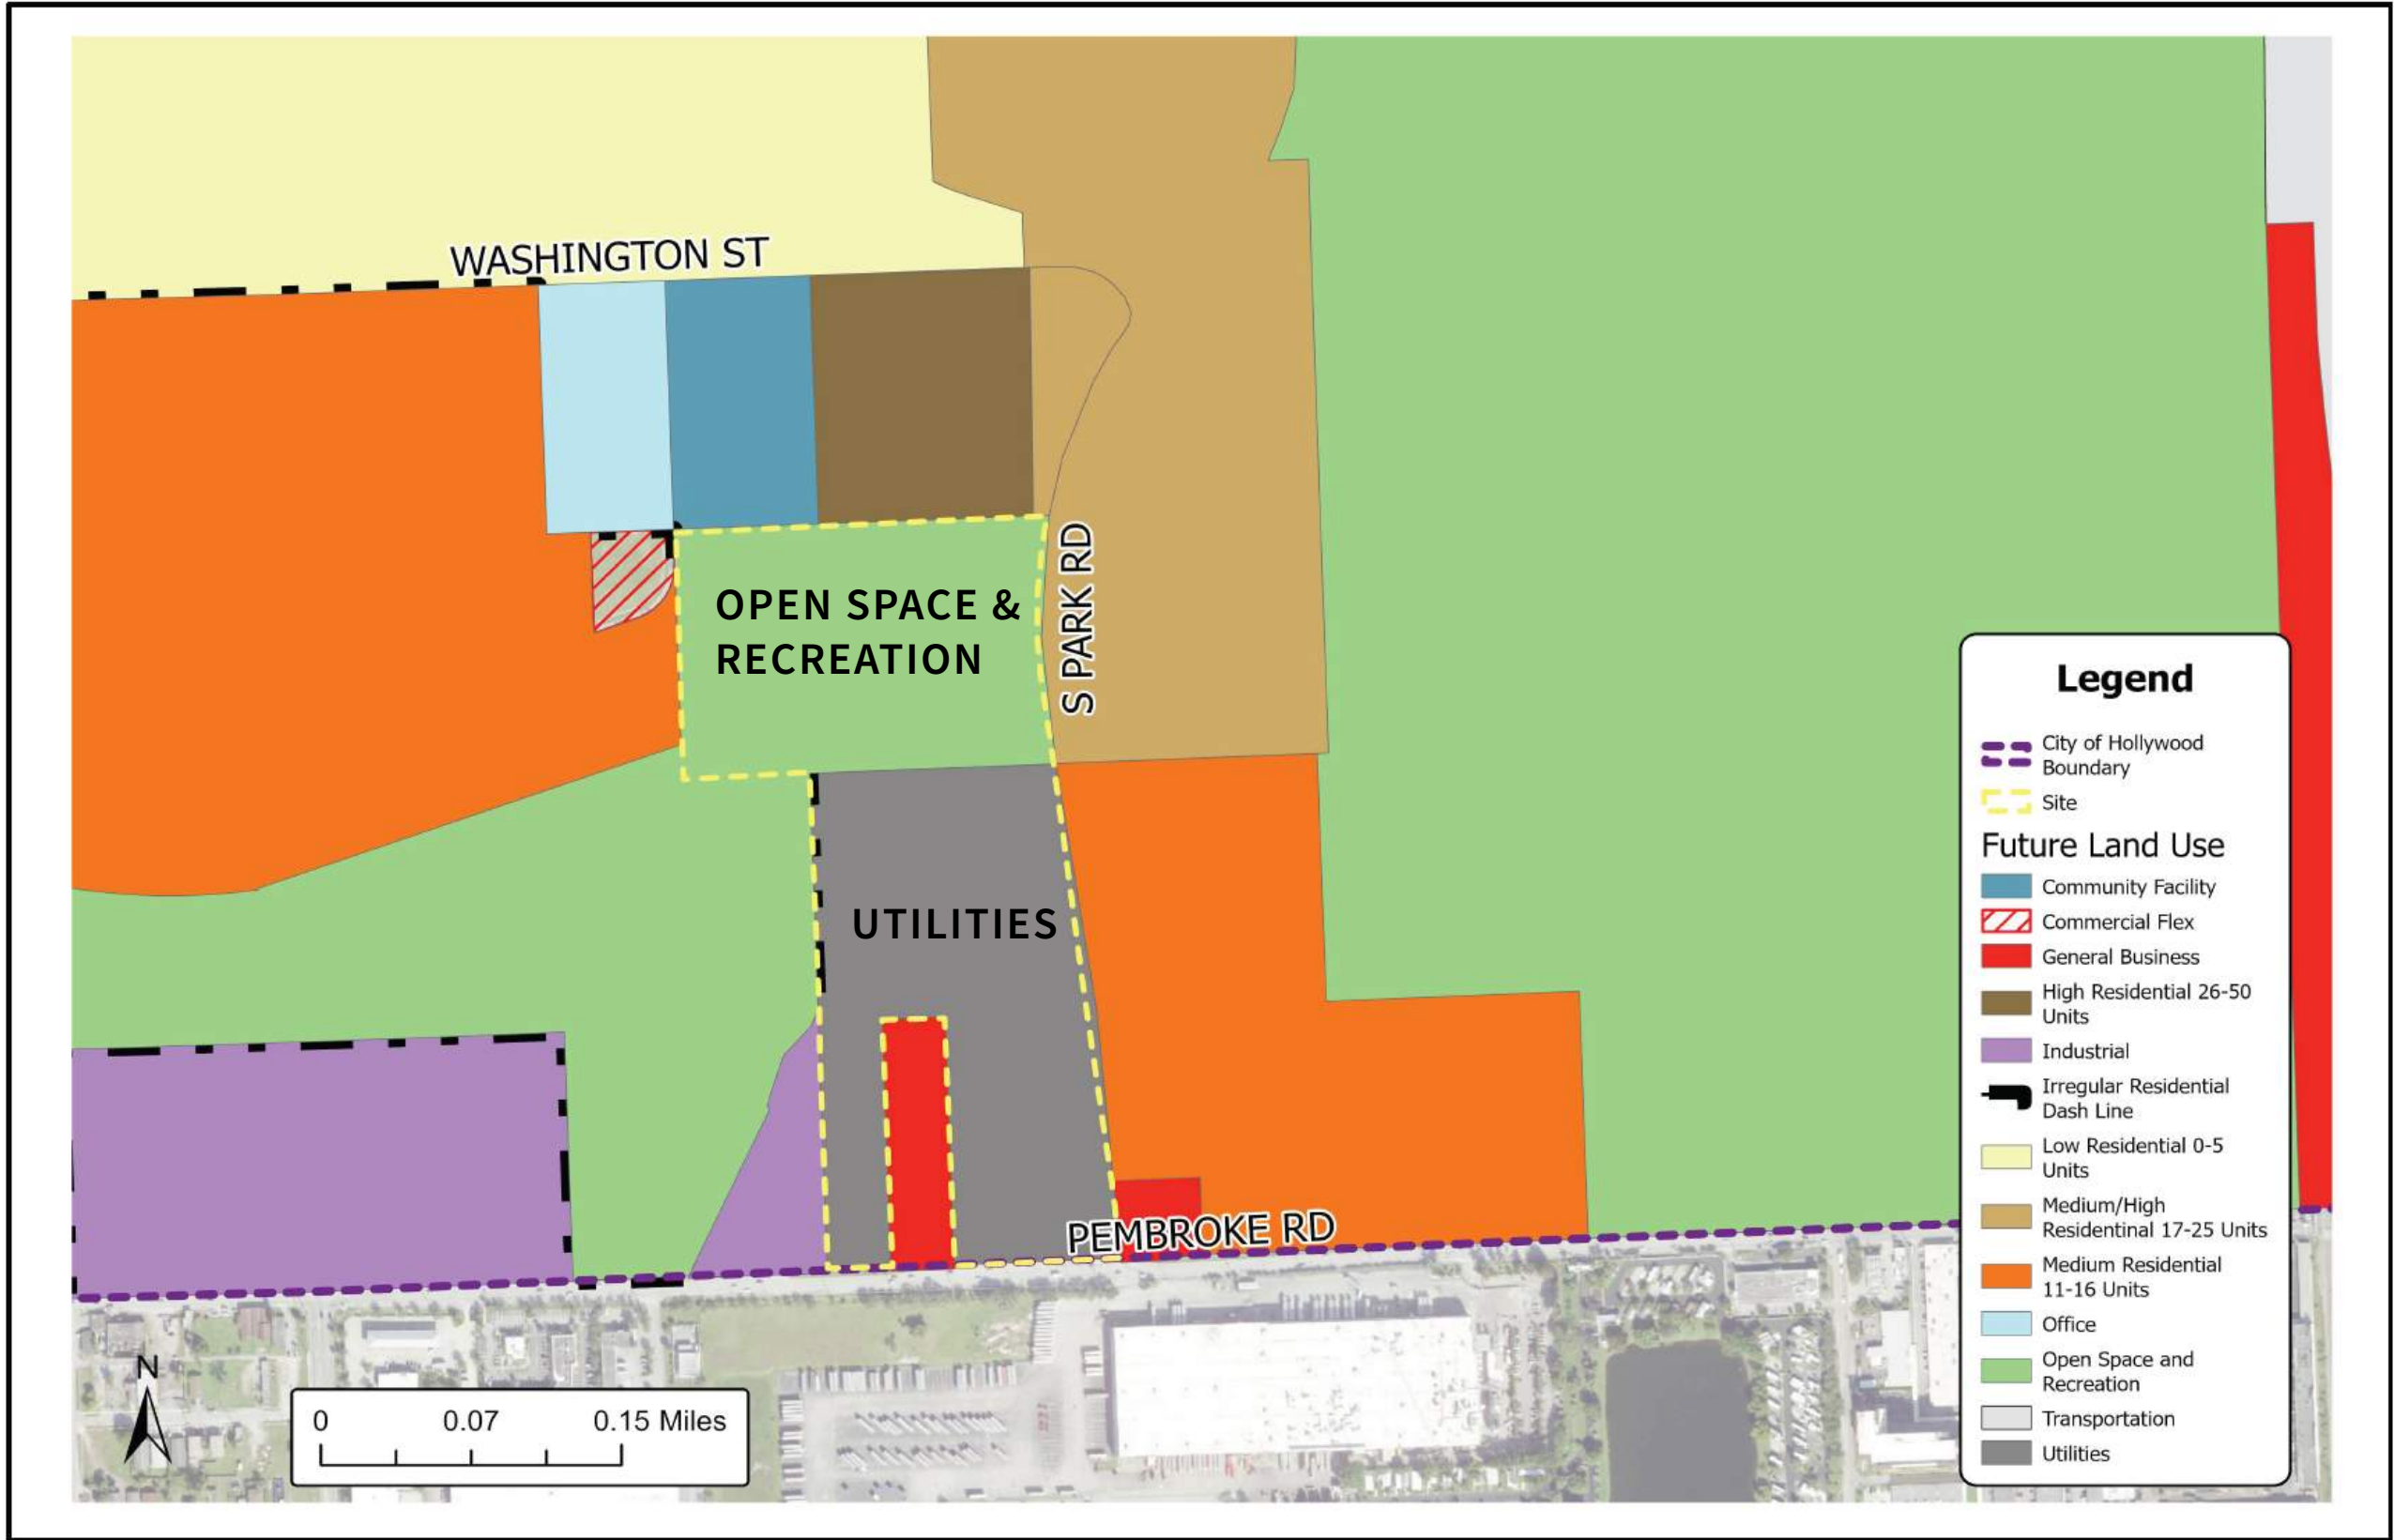 WASHINGTON ST
OPEN SPACE &
RECREATION
S PARK RD
UTILITIES
PEMBROKE RD
N
0 0.07 0.15 Miles
Legend
City of Hollywood
Boundary
Site
Future Land Use
Community Facility
Commercial Flex
General Business
High Residential 26-50
Units
Industrial
Irregular Residential
Dash Line
Low Residential 0-5
Units
Medium/High
Residentinal 17-25 Units
Medium Residential
11-16 Units
Office
Open Space and
Recreation
Transportation
Utilities